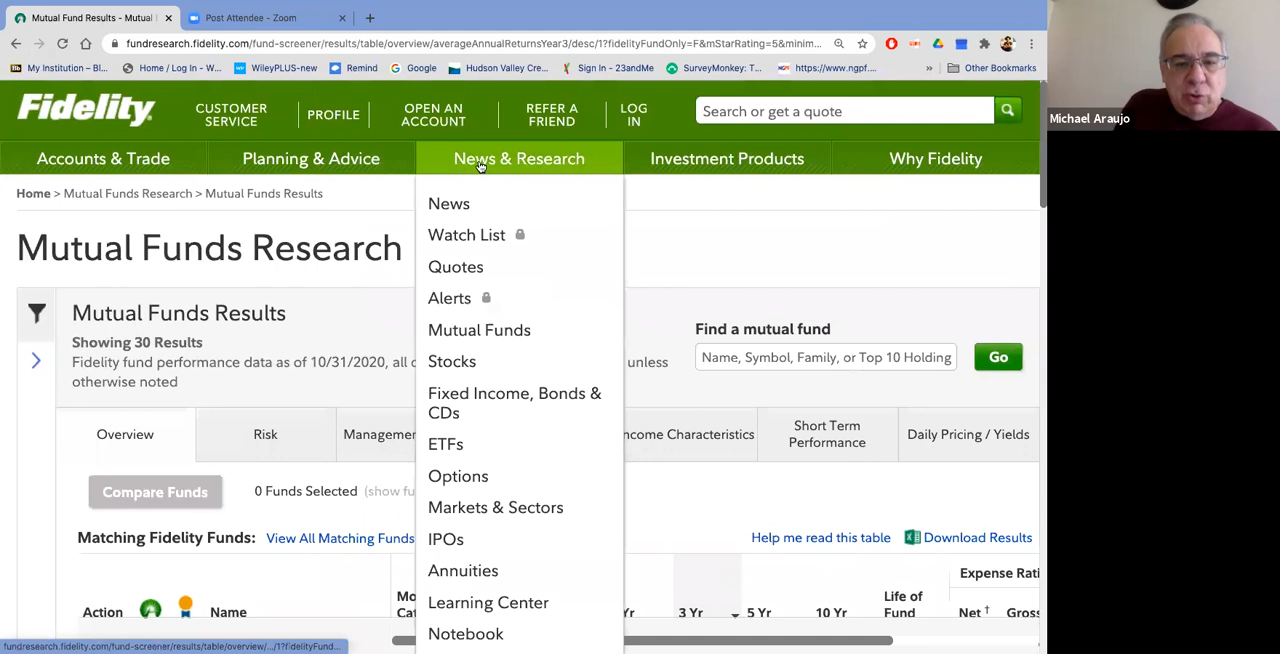 Mutual Fund Results - Mutual
Post Attendee - Zoom
fundresearch.fidelity.com/fund-screener/results/table/overview/averageAnnualReturnsYear3/desc/1?fidelityFundOnly=F&mStarRating=5&minim...
My Institution – Bl...
Home / Log In - W...
WileyPLUS-new
Remind
Google
Hudson Valley Cre...
Sign In - 23andMe
SurveyMonkey: T...
https://www.ngpf....
»
Other Bookmarks
Michael Araujo
Fidelity
CUSTOMER
SERVICE
PROFILE
OPEN AN
ACCOUNT
REFER A
FRIEND
LOG
IN
Search or get a quote
Accounts & Trade
Planning & Advice
News & Research
Investment Products
Why Fidelity
Home > Mutual Funds Research > Mutual Funds Results
Mutual Funds Research
News
Watch List
Quotes
Alerts
Mutual Funds
Stocks
Fixed Income, Bonds &
CDs
ETFs
Options
Markets & Sectors
IPOs
Annuities
Learning Center
Notebook
Mutual Funds Results
Showing 30 Results
Fidelity fund performance data as of 10/31/2020, all unless
otherwise noted
Find a mutual fund
Name, Symbol, Family, or Top 10 Holding
Go
Overview
Risk
Managemen
ncome Characteristics
Short Term
Performance
Daily Pricing / Yields
Compare Funds
0 Funds Selected
(show fu
Matching Fidelity Funds:
View All Matching Funds
Help me read this table
Download Results
Expense Rati
Action
Name
Mo
Cat
Yr
3 Yr
5 Yr
10 Yr
Life of
Fund
Net †
Gros
fundresearch.fidelity.com/fund-screener/results/table/overview/.../1?fidelityFund...